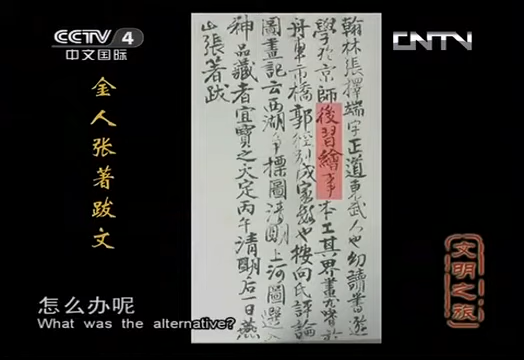 CCTV 4
中文国际
CNTV
金人张著跋文
翰林張擇端字正道東武人也幼讀書遊
學於京師後習繪事本工其界畫尤嗜於
舟車市橋郭徑別成家數也按向氏評論
圖畫記云西湖爭標圖清明上河圖選入
神品藏者宜寶之大定丙午清明后一日燕
山張著跋
文明之旅
怎么办呢
What was the alternative?